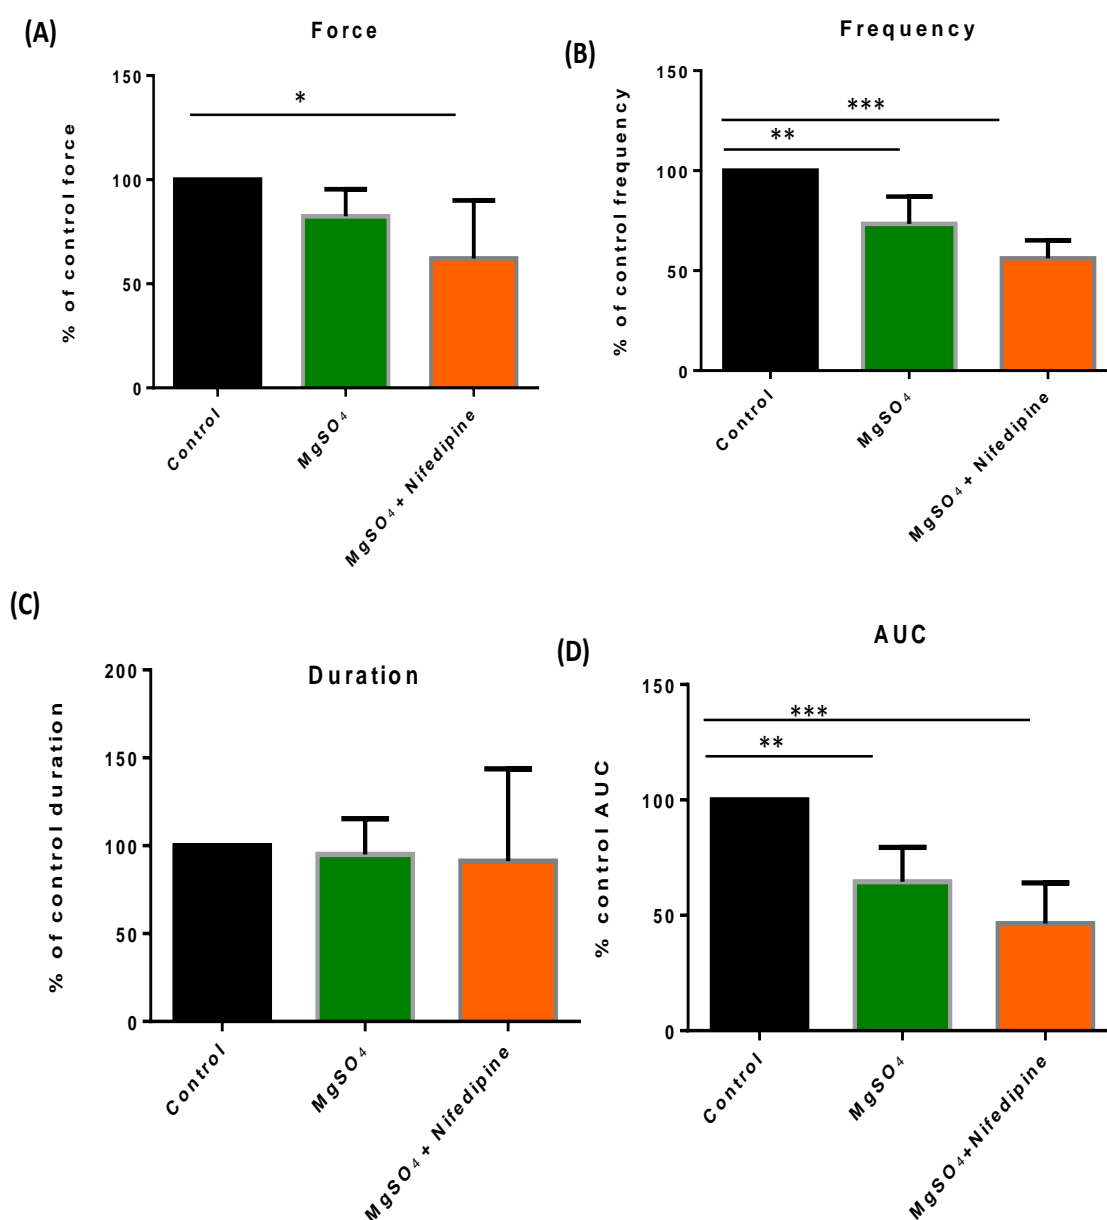 (A)
Force
% of control force
150
100
50
0
*
Control
MgSO₄
MgSO₄ + Nifedipine
(B)
Frequency
% of control frequency
150
100
50
0
***
**
Control
MgSO₄
MgSO₄ + Nifedipine
(C)
Duration
% of control duration
200
150
100
50
0
Control
MgSO₄
MgSO₄ + Nifedipine
(D)
AUC
% control AUC
150
100
50
0
***
**
Control
MgSO₄
MgSO₄+Nifedipine